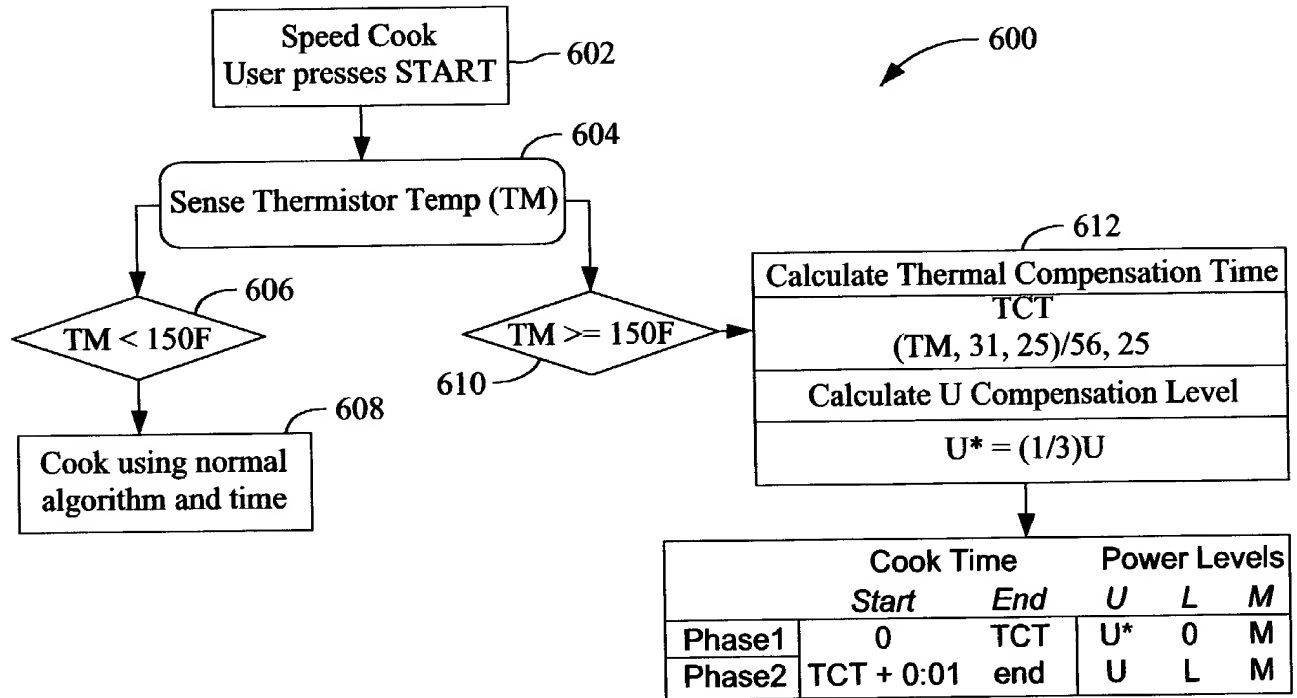 Speed Cook
User presses START
602
600
604
Sense Thermistor Temp (TM)
612
606
Calculate Thermal Compensation Time
TCT
TM < 150F
TM >= 150F
(TM, 31, 25)/56, 25
610
Calculate U Compensation Level
608
U* = (1/3)U
Cook using normal
algorithm and time
Cook Time Power Levels
Start End U L M
Phase1 0 TCT U* 0 M
Phase2 TCT + 0:01 end U L M